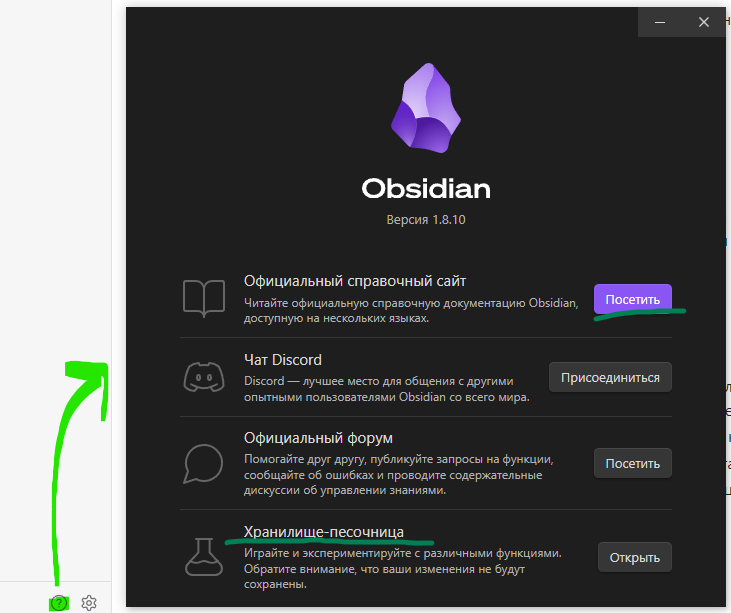 Obsidian
Версия 1.8.10
Официальный справочный сайт
Читайте официальную справочную документацию Obsidian,
доступную на нескольких языках.
Посетить
Чат Discord
Discord — лучшее место для общения с другими
опытными пользователями Obsidian со всего мира.
Присоединиться
Официальный форум
Помогайте друг другу, публикуйте запросы на функции,
сообщайте об ошибках и проводите содержательные
дискуссии об управлении знаниями.
Посетить
Хранилище-песочница
Играйте и экспериментируйте с различными функциями.
Обратите внимание, что ваши изменения не будут
сохранены.
Открыть
?